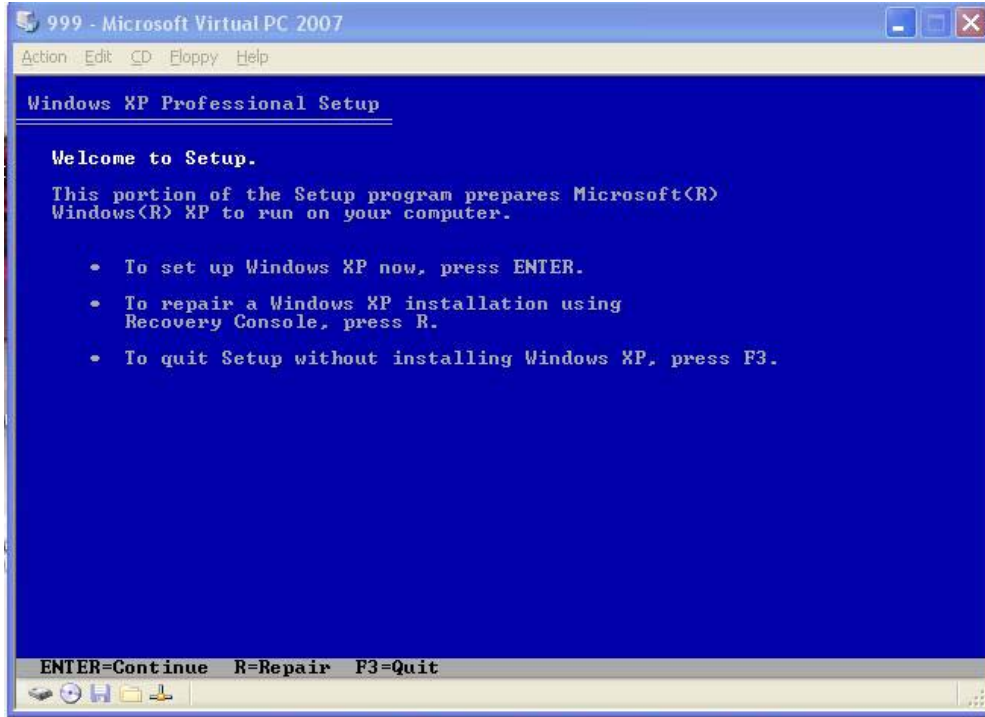 999 - Microsoft Virtual PC 2007
Action Edit CD Floppy Help
Windows XP Professional Setup
Welcome to Setup.
This portion of the Setup program prepares Microsoft(R)
Windows(R) XP to run on your computer.
• To set up Windows XP now, press ENTER.
• To repair a Windows XP installation using
Recovery Console, press R.
• To quit Setup without installing Windows XP, press F3.
ENTER=Continue R=Repair F3=Quit